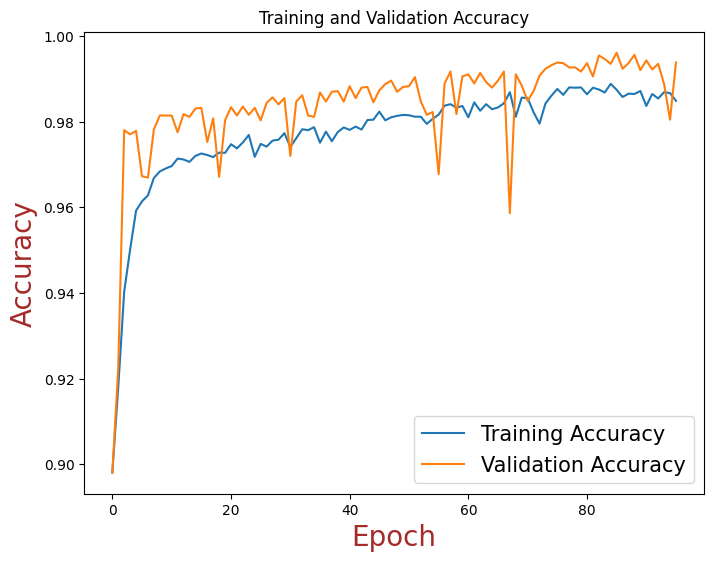 Training and Validation Accuracy
1.00
0.98
0.96
0.94
0.92
0.90
Accuracy
0
20
40
60
80
Epoch
Training Accuracy
Validation Accuracy